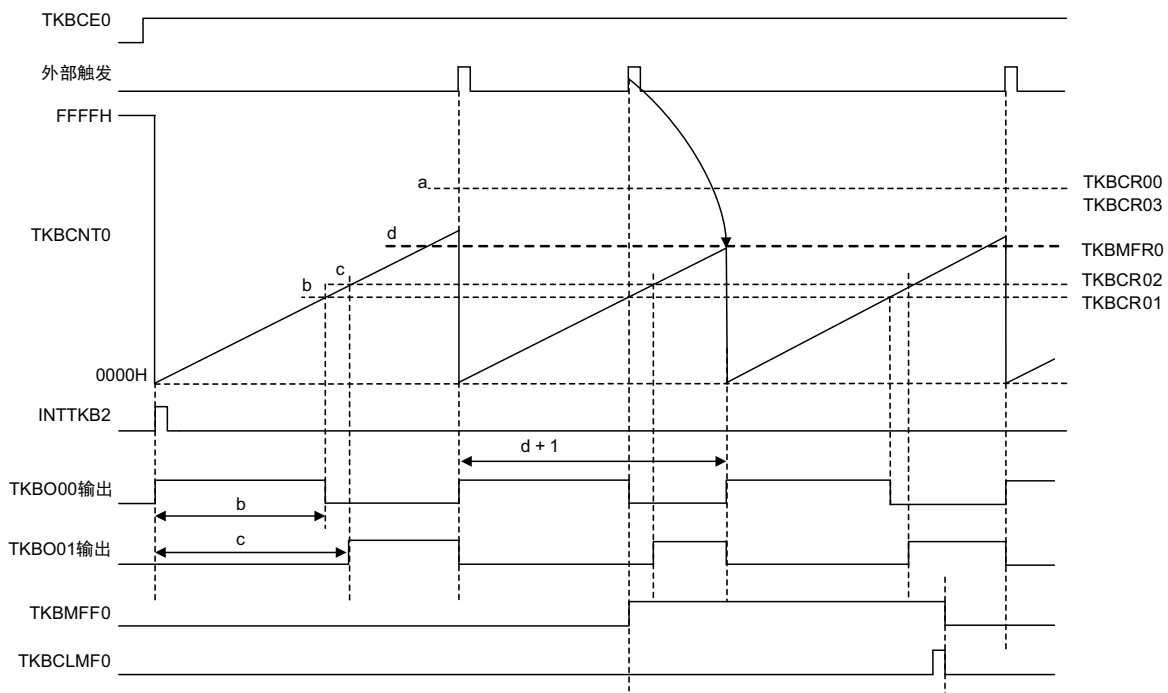 TKBCE0
外部触发
FFFFH
a
TKBCR00
TKBCR03
TKBCNT0
d
TKBMFR0
c
TKBCR02
b
TKBCR01
0000H
INTTKB2
d + 1
TKBO00输出
b
TKBO01输出
c
TKBMFF0
TKBCLMF0